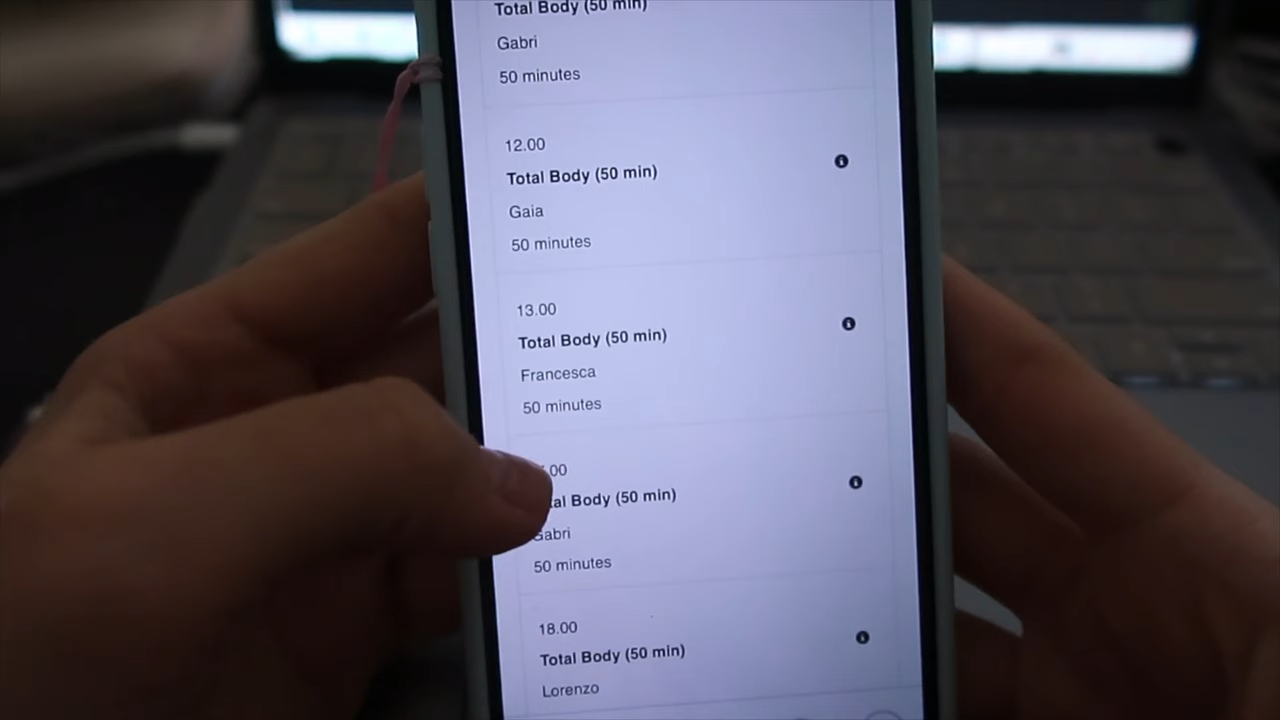 Total Body (50 min)
Gabri
50 minutes
12.00
Total Body (50 min)
Gaia
50 minutes
13.00
Total Body (50 min)
Francesca
50 minutes
.00
Body (50 min)
Gabri
50 minutes
18.00
Total Body (50 min)
Lorenzo